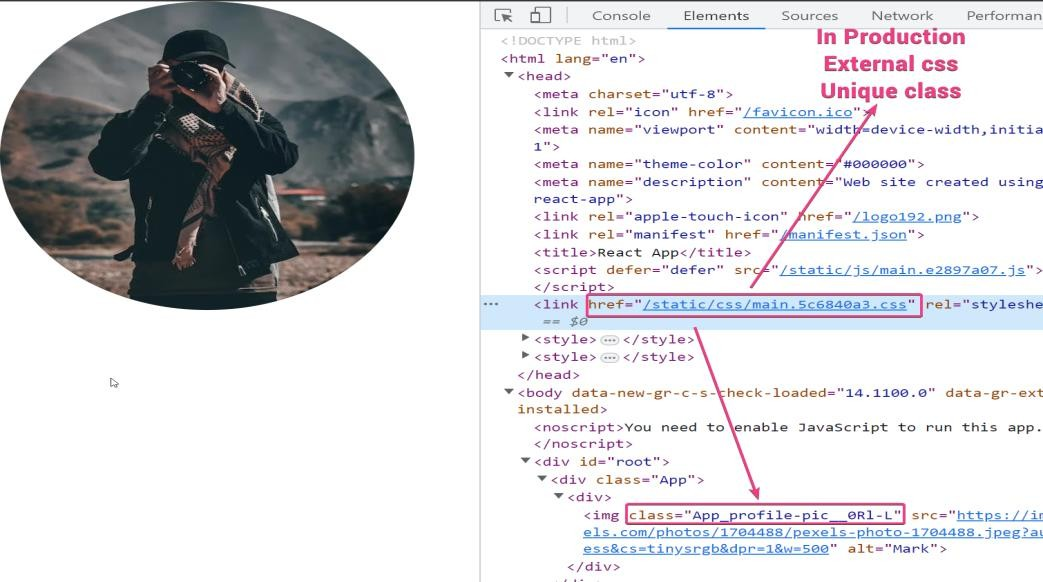 Console Elements Sources Network Performan
<!DOCTYPE html>
<html lang="en">
<head>
In Production
External css
Unique class
<meta charset="utf-8">
<link rel="icon" href="/favicon.ico">
<meta name="viewport" content="width=device-width,initia
1">
<meta name="theme-color" content="#000000">
<meta name="description" content="Web site created using
react-app">
<link rel="apple-touch-icon" href="/logo192.png">
<link rel="manifest" href="/manifest.json">
<title>React App</title>
<script defer="defer" src="/static/js/main.e2897a07.js">
</script>
<link href="/static/css/main.5c6840a3.css" rel="styleshe
== $0
<style> </style>
<style> </style>
</head>
<body data-new-gr-c-s-check-loaded="14.1100.0" data-gr-ext
installed>
<noscript>You need to enable JavaScript to run this app.
</noscript>
<div id="root">
<div class="App">
<div>
<img class="App_profile-pic__0Rl-L" src="https://im
els.com/photos/1704488/pexels-photo-1704488.jpeg?au
ess&cs=tinysrgb&dpr=1&w=500" alt="Mark">
</div>